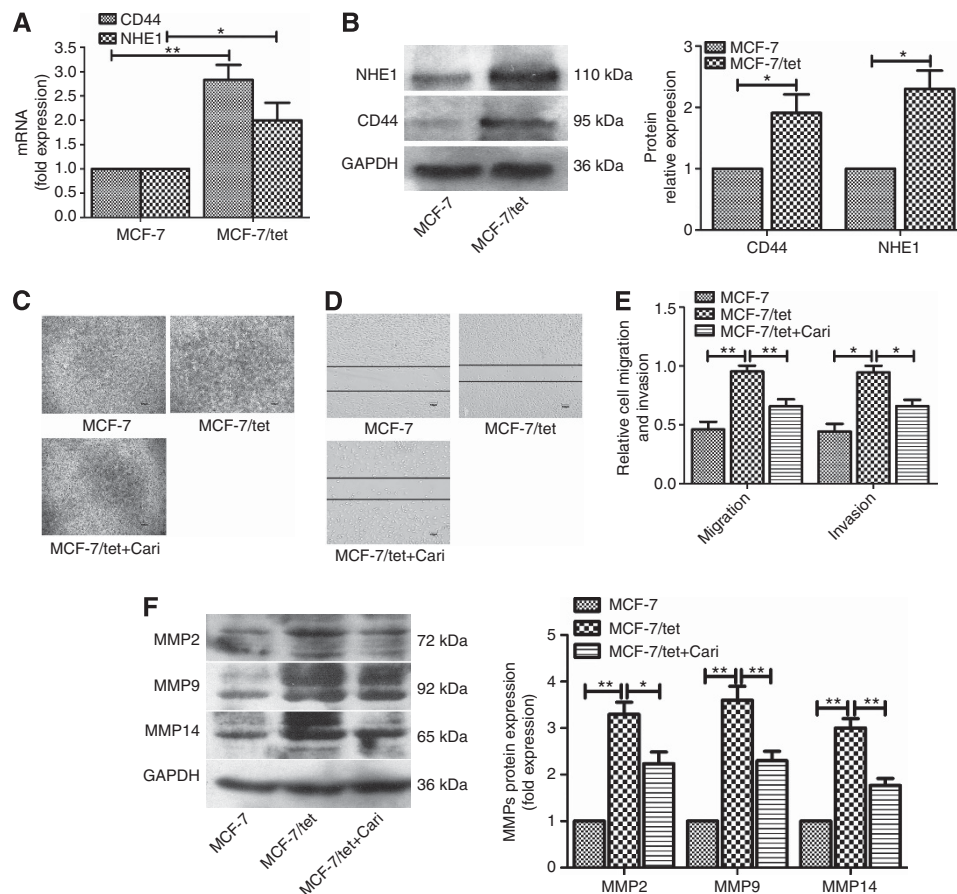 A
CD44
NHE1
*
**
3.5
3.0
2.5
2.0
1.5
1.0
0.5
0.0
mRNA
(fold expression)
MCF-7
MCF-7/tet
B
NHE1
110 kDa
CD44
95 kDa
GAPDH
36 kDa
MCF-7
MCF-7/tet
MCF-7
MCF-7/tet
*
*
3
2
1
0
Protein
relative expression
CD44
NHE1
C
MCF-7
MCF-7/tet
MCF-7/tet+Cari
D
MCF-7
MCF-7/tet
MCF-7/tet+Cari
E
MCF-7
MCF-7/tet
MCF-7/tet+Cari
1.5
1.0
0.5
0.0
**
**
*
*
Relative cell migration
and invasion
Migration
Invasion
F
MMP2
72 kDa
MMP9
92 kDa
MMP14
65 kDa
GAPDH
36 kDa
MCF-7
MCF-7/tet
MCF-7/tet+Cari
MCF-7
MCF-7/tet
MCF-7/tet+Cari
5
4
3
2
1
0
**
*
**
**
**
**
MMPs protein expression
(fold expression)
MMP2
MMP9
MMP14